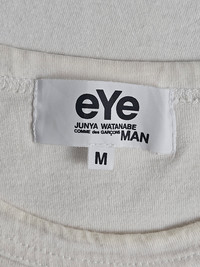 eYe
JUNYA WATANABE
COMME des GARÇONS MAN
M